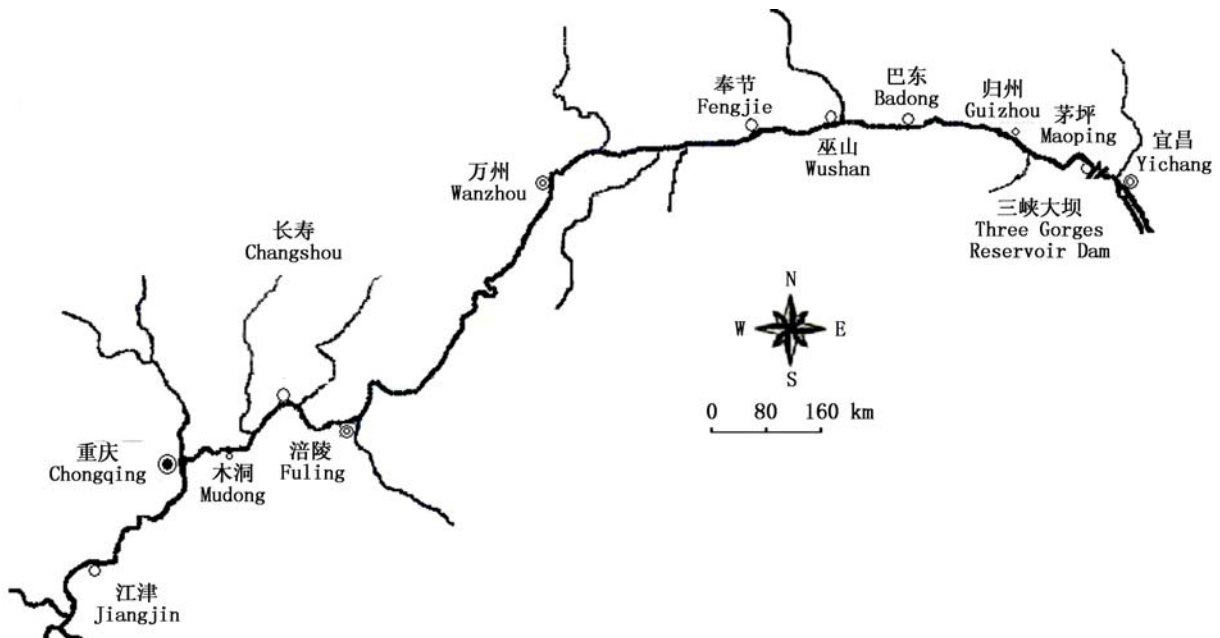 奉节
Fengjie
巫山
Wushan
巴东
Badong
归州
Guizhou
茅坪
Maoping
宜昌
Yichang
三峡大坝
Three Gorges
Reservoir Dam
万州
Wanzhou
长寿
Changshou
重庆
Chongqing
木洞
Mudong
涪陵
Fuling
江津
Jiangjin
N
W E
S
0 80 160 km